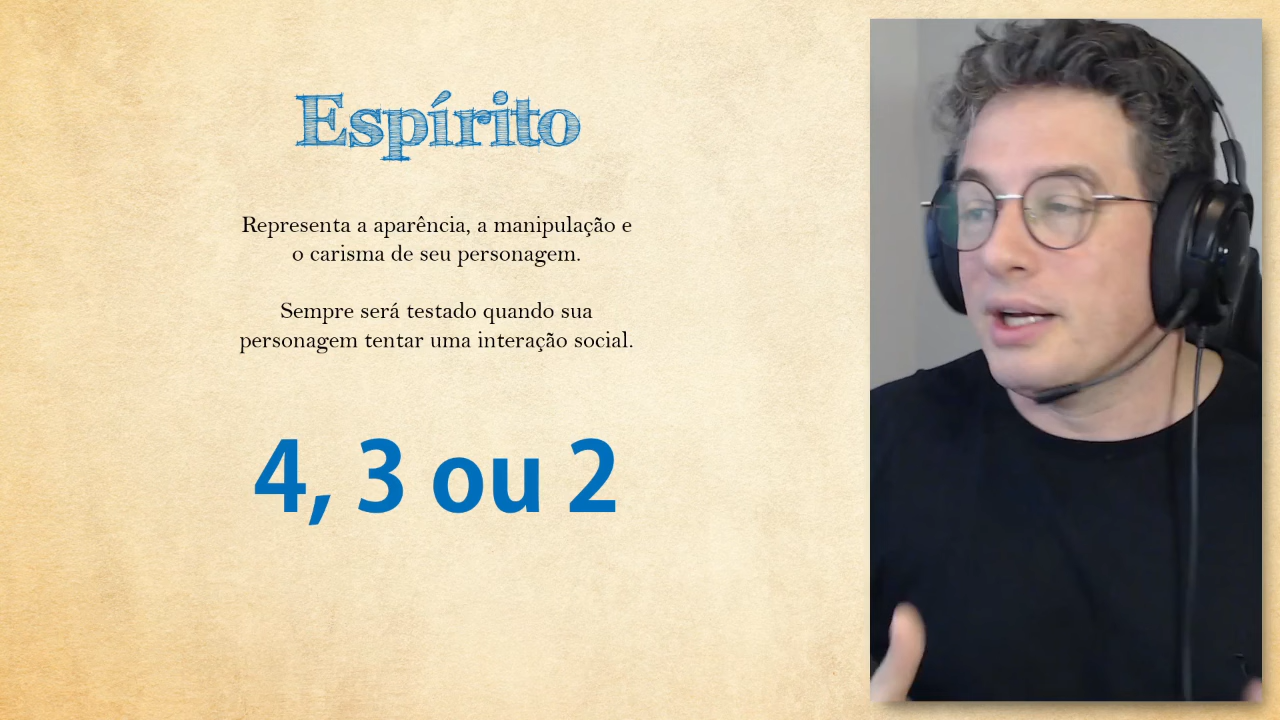 Espírito
Representa a aparência, a manipulação e
o carisma de seu personagem.
Sempre será testado quando sua
personagem tentar uma interação social.
4, 3 ou 2